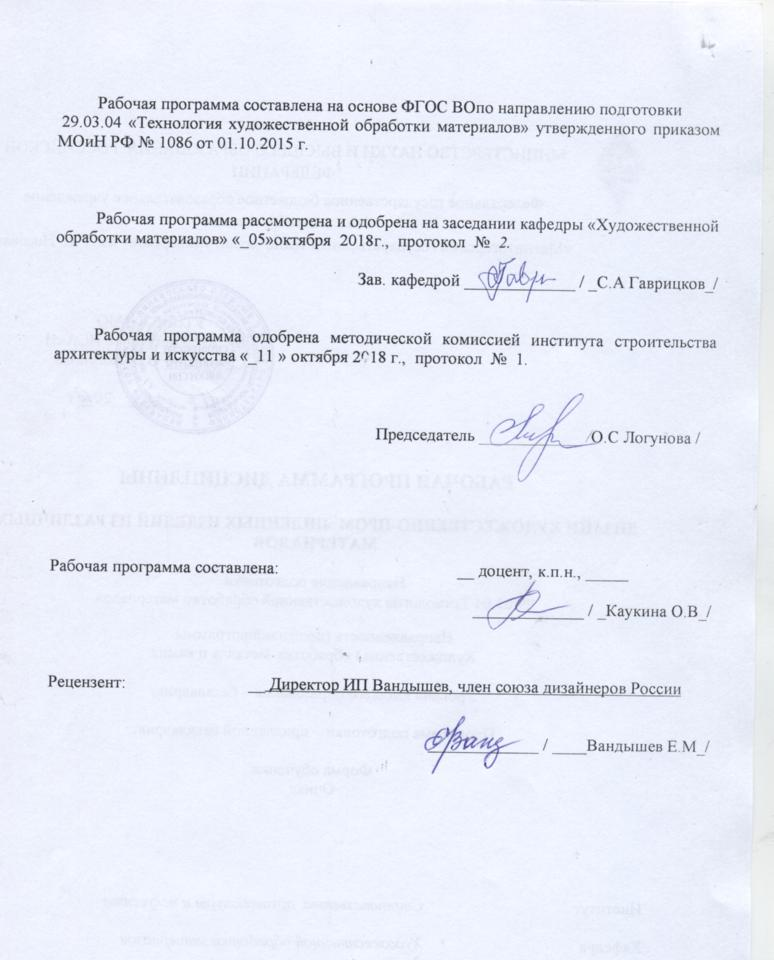 Рабочая программа составлена на основе ФГОС ВОпо направлению подготовки
29.03.04 «Технология художественной обработки материалов» утвержденного приказом
МОиН РФ № 1086 от 01.10.2015 г.
Рабочая программа рассмотрена и одобрена на заседании кафедры «Художественной
обработки материалов» «_05»октября 2018г., протокол № 2.
Зав. кафедрой _____________ / _С.А Гаврицков_/
Рабочая программа одобрена методической комиссией института строительства
архитектуры и искусства «_11 » октября 2018 г., протокол № 1.
Председатель _____________/О.С Логунова /
Рабочая программа составлена: __ доцент, к.п.н., _____
_____________ / _Каукина О.В_/
Рецензент: __Директор ИП Вандышев, член союза дизайнеров России
_____________ / ____Вандышев Е.М_/